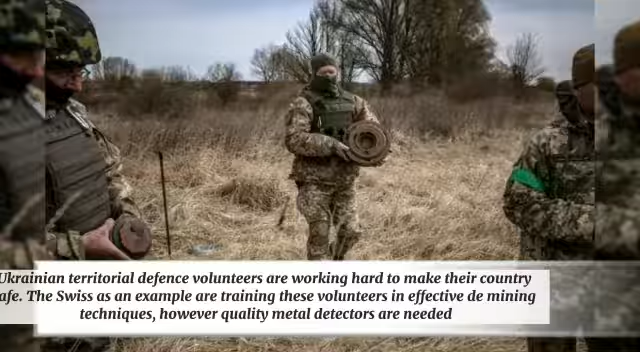 Ukrainian territorial defence volunteers are working hard to make their country
afe. The Swiss as an example are training these volunteers in effective de mining
techniques, however quality metal detectors are needed